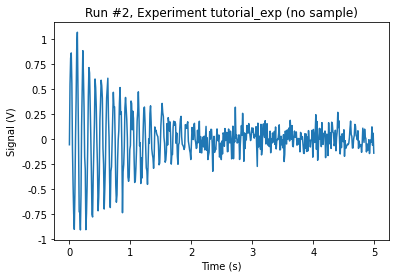 Run #2, Experiment tutorial_exp (no sample)
1
0.75
0.5
0.25
0
-0.25
-0.5
-0.75
-1
Signal (V)
0 1 2 3 4 5
Time (s)